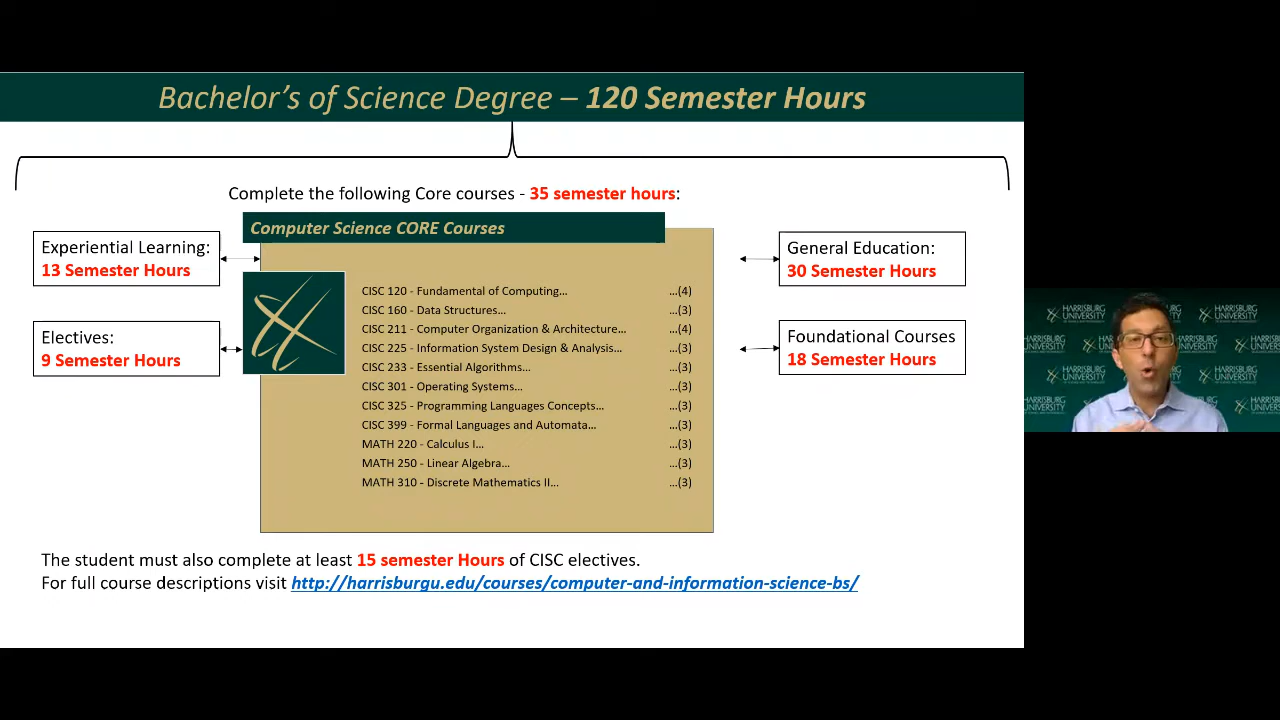 Bachelor's of Science Degree – 120 Semester Hours
Complete the following Core courses - 35 semester hours:
Computer Science CORE Courses
Experiential Learning:
13 Semester Hours
Electives:
9 Semester Hours
CISC 120 - Fundamental of Computing... ...(4)
CISC 160 - Data Structures... ...(3)
CISC 211 - Computer Organization & Architecture... ...(4)
CISC 225 - Information System Design & Analysis... ...(3)
CISC 233 - Essential Algorithms... ...(3)
CISC 301 - Operating Systems... ...(3)
CISC 325 - Programming Languages Concepts... ...(3)
CISC 399 - Formal Languages and Automata... ...(3)
MATH 220 - Calculus I... ...(3)
MATH 250 - Linear Algebra... ...(3)
MATH 310 - Discrete Mathematics II... ...(3)
General Education:
30 Semester Hours
Foundational Courses
18 Semester Hours
The student must also complete at least 15 semester Hours of CISC electives.
For full course descriptions visit http://harrisburgu.edu/courses/computer-and-information-science-bs/
HARRISBURG
UNIVERSITY